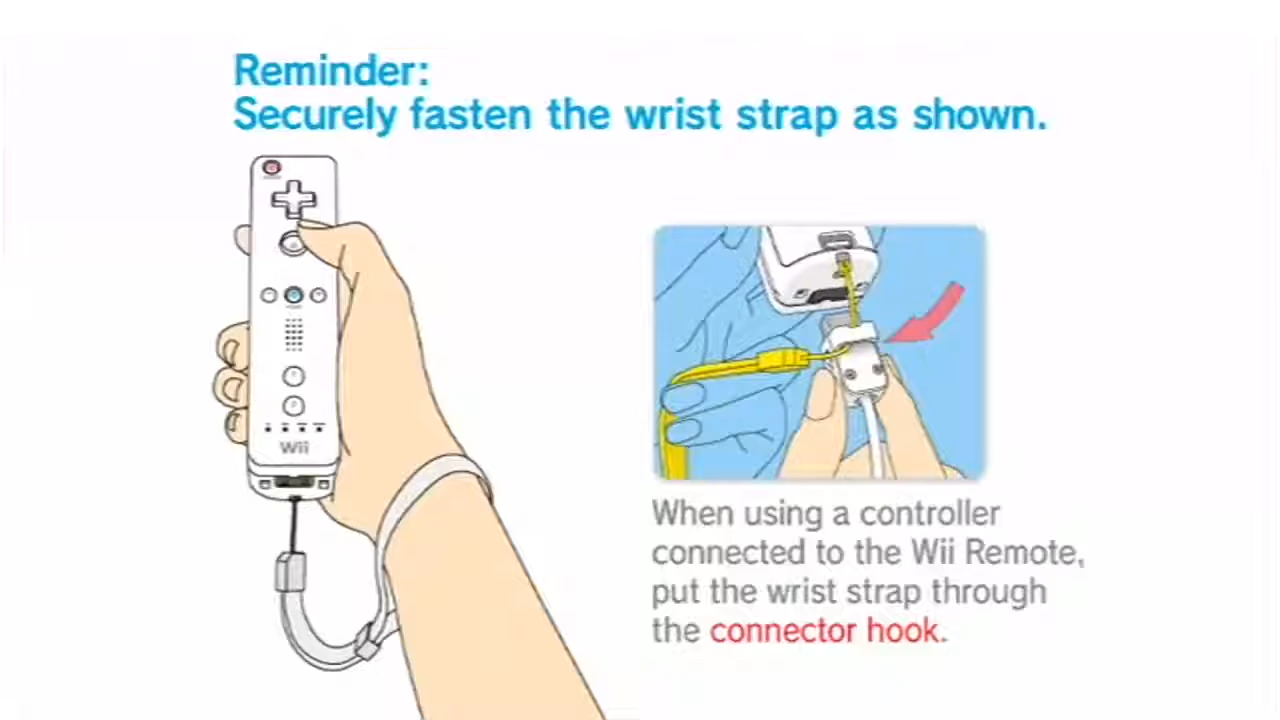 Reminder:
Securely fasten the wrist strap as shown.
Wii
When using a controller
connected to the Wii Remote,
put the wrist strap through
the connector hook.